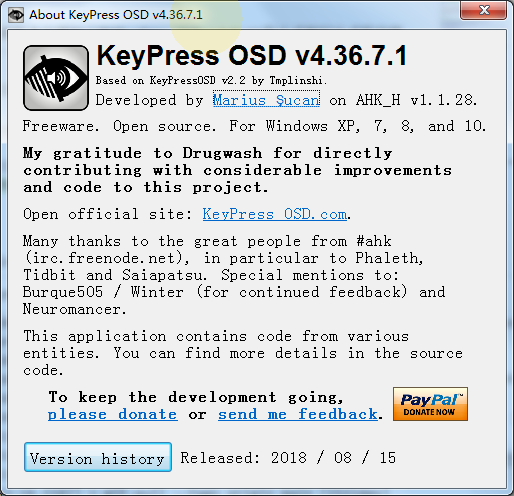 About KeyPress OSD v4.36.7.1
KeyPress OSD v4.36.7.1
Based on KeyPressOSD v2.2 by Tmplinshi.
Developed by Marius Şucan on AHK_H v1.1.28.
Freeware. Open source. For Windows XP, 7, 8, and 10.
My gratitude to Drugwash for directly
contributing with considerable improvements
and code to this project.
Open official site: KeyPress OSD.com.
Many thanks to the great people from #ahk
(irc.freenode.net), in particular to Phaleth,
Tidbit and Saiapatsu. Special mentions to:
Burque505 / Winter (for continued feedback) and
Neuromancer.
This application contains code from various
entities. You can find more details in the source
code.
To keep the development going,
please donate or send me feedback.
PayPal™
DONATE NOW
Version history
Released: 2018 / 08 / 15